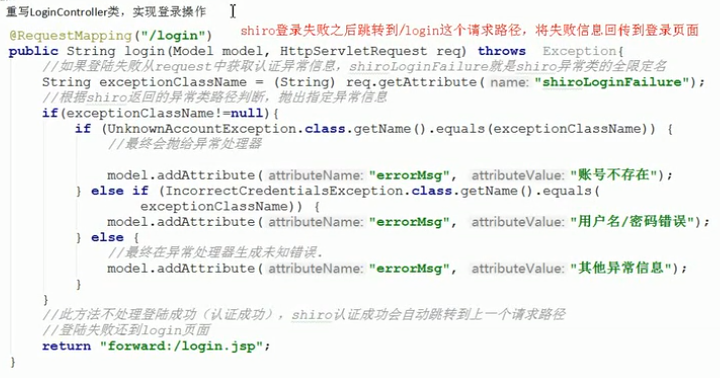 重写LoginController类，实现登录操作
shiro登录失败之后跳转到/login这个请求路径，将失败信息回传到登录页面
@RequestMapping("/login")
public String login(Model model, HttpServletRequest req) throws Exception{
//如果登陆失败从request中获取认证异常信息，shiroLoginFailure就是shiro异常类的全限定名
String exceptionClassName = (String) req.getAttribute( name: "shiroLoginFailure");
//根据shiro返回的异常类路径判断，抛出指定异常信息
if(exceptionClassName!=null){
if (UnknownAccountException.class.getName().equals(exceptionClassName)) {
//最终会抛给异常处理器
model.addAttribute( attributeName: "errorMsg", attributeValue: "账号不存在");
} else if (IncorrectCredentialsException.class.getName().equals(
exceptionClassName)) {
model.addAttribute( attributeName: "errorMsg", attributeValue: "用户名/密码错误");
} else {
//最终在异常处理器生成未知错误.
model.addAttribute( attributeName: "errorMsg", attributeValue: "其他异常信息");
}
}
//此方法不处理登陆成功（认证成功），shiro认证成功会自动跳转到上一个请求路径
//登陆失败还到login页面
return "forward:/login.jsp";
}